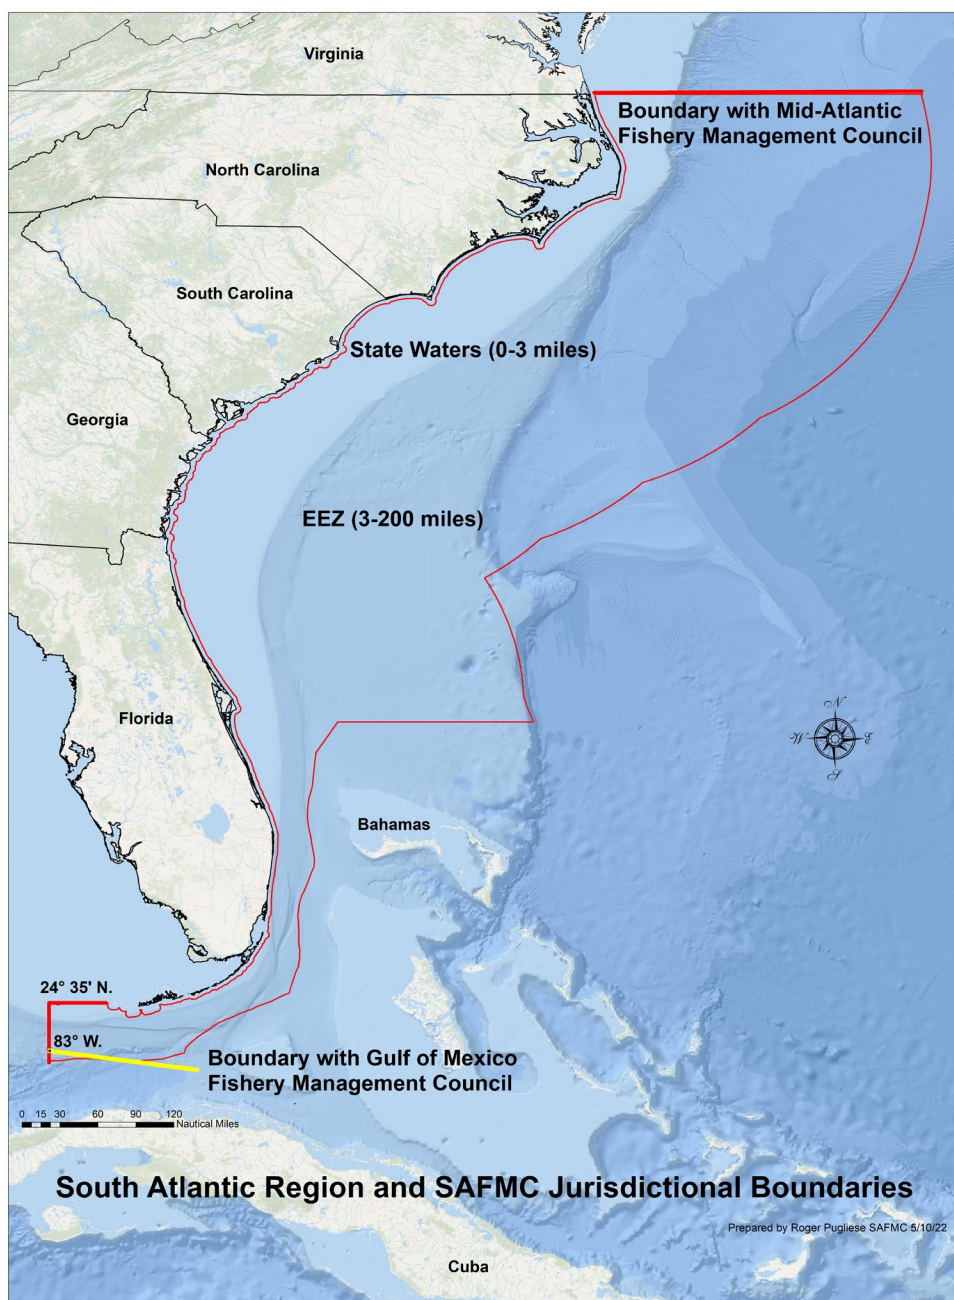 Virginia
Boundary with Mid-Atlantic
Fishery Management Council
North Carolina
South Carolina
State Waters (0-3 miles)
Georgia
EEZ (3-200 miles)
N
W
E
S
Florida
Bahamas
24° 35' N.
83° W.
Boundary with Gulf of Mexico
Fishery Management Council
0 15 30 60 90 120
Nautical Miles
South Atlantic Region and SAFMC Jurisdictional Boundaries
Prepared by Roger Pugliese SAFMC 5/10/22
Cuba